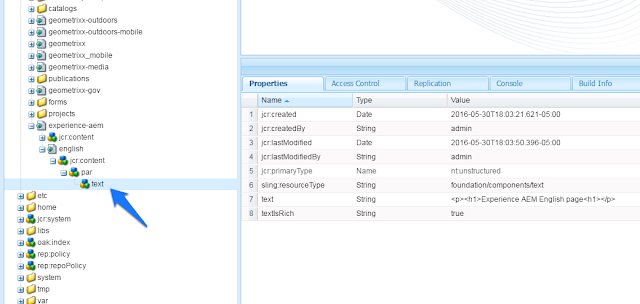 catalogs
geometrixx-outdoors
geometrixx-outdoors-mobile
geometrixx
geometrixx_mobile
geometrixx-media
publications
geometrixx-gov
forms
projects
experience-aem
jcr:content
english
jcr:content
par
text
etc
home
jcr:system
libs
oak:index
rep:policy
rep:repoPolicy
system
tmp
var
Properties Access Control Replication Console Build Info
Name Type Value
1 jcr:created Date 2016-05-30T18:03:21.621-05:00
2 jcr:createdBy String admin
3 jcr:lastModified Date 2016-05-30T18:03:50.396-05:00
4 jcr:lastModifiedBy String admin
5 jcr:primaryType Name nt:unstructured
6 sling:resourceType String foundation/components/text
7 text String <p><h1>Experience AEM English page<h1></p>
8 textIsRich String true